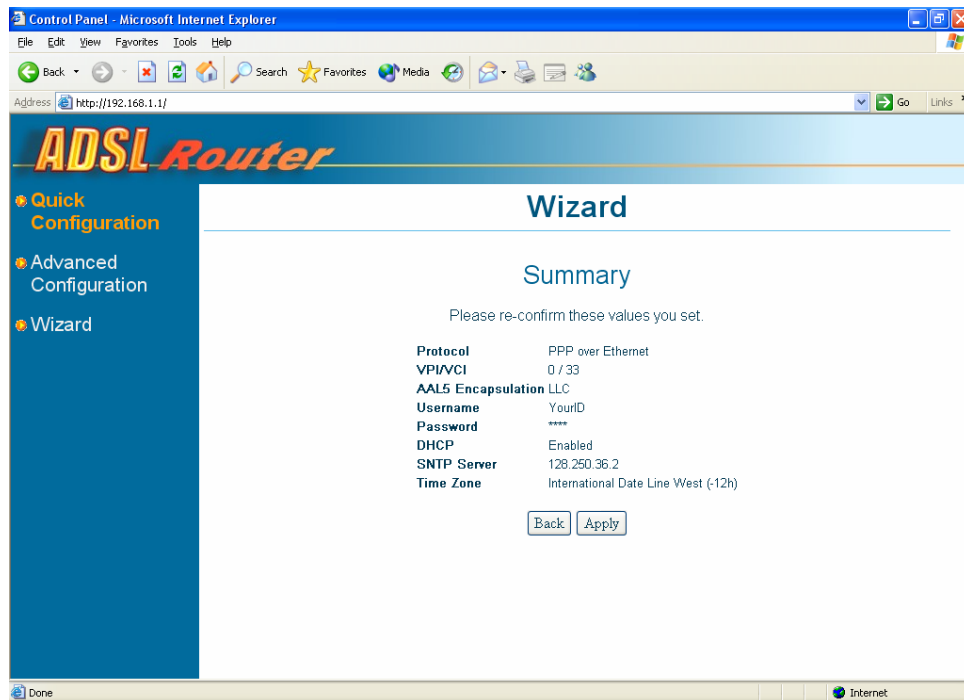 Control Panel - Microsoft Internet Explorer
File Edit View Favorites Tools Help
Back Search Favorites Media
Address http://192.168.1.1/ Go Links
ADSL Router
Quick
Configuration
Advanced
Configuration
Wizard
Wizard
Summary
Please re-confirm these values you set.
Protocol PPP over Ethernet
VPI/VCI 0 / 33
AAL5 Encapsulation LLC
Username YourID
Password ****
DHCP Enabled
SNTP Server 128.250.36.2
Time Zone International Date Line West (-12h)
Back Apply
Done Internet